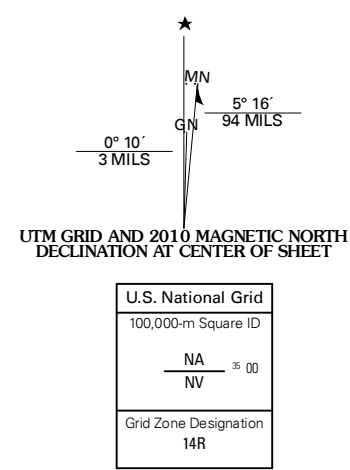 ★
MN
GN
5° 16´
94 MILS
0° 10´
3 MILS
UTM GRID AND 2010 MAGNETIC NORTH
DECLINATION AT CENTER OF SHEET
U.S. National Grid
100,000-m Square ID
NA
35 00
NV
Grid Zone Designation
14R